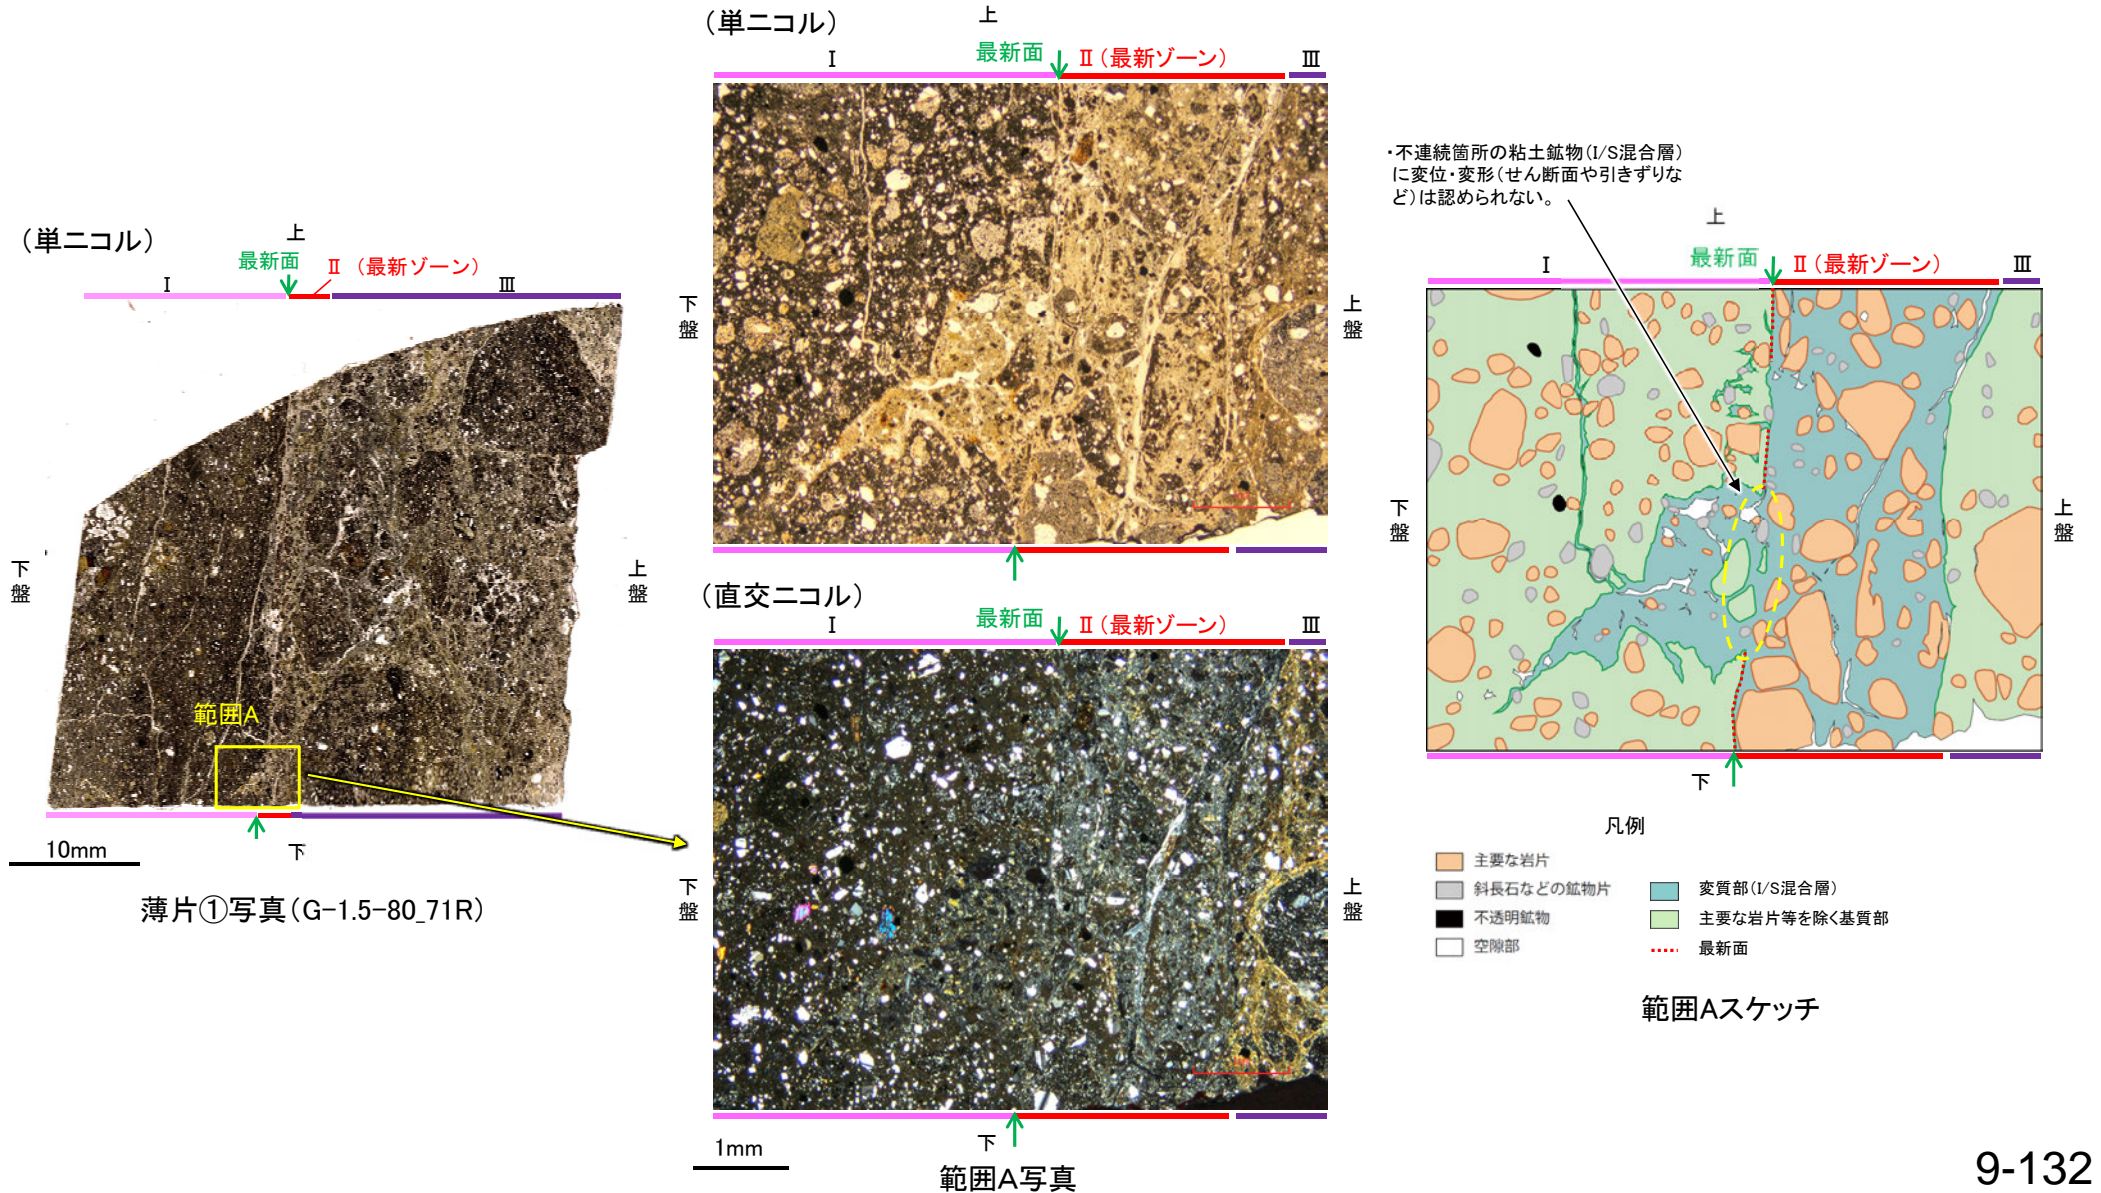 (単ニコル)
上
最新面
Ⅰ
Ⅱ (最新ゾーン)
Ⅲ
下盤
上盤
範囲A
10mm
下
薄片①写真(G-1.5-80_71R)
(単ニコル)
上
Ⅰ
最新面
Ⅱ(最新ゾーン)
Ⅲ
下盤
上盤
(直交ニコル)
Ⅰ
最新面
Ⅱ(最新ゾーン)
Ⅲ
下盤
上盤
下
1mm
範囲A写真
・不連続箇所の粘土鉱物(I/S混合層)
に変位・変形(せん断面や引きずりな
ど)は認められない。
上
Ⅰ
最新面
Ⅱ(最新ゾーン)
Ⅲ
下盤
上盤
下
凡例
主要な岩片
斜長石などの鉱物片
不透明鉱物
空隙部
変質部(I/S混合層)
主要な岩片等を除く基質部
最新面
範囲Aスケッチ
9-132